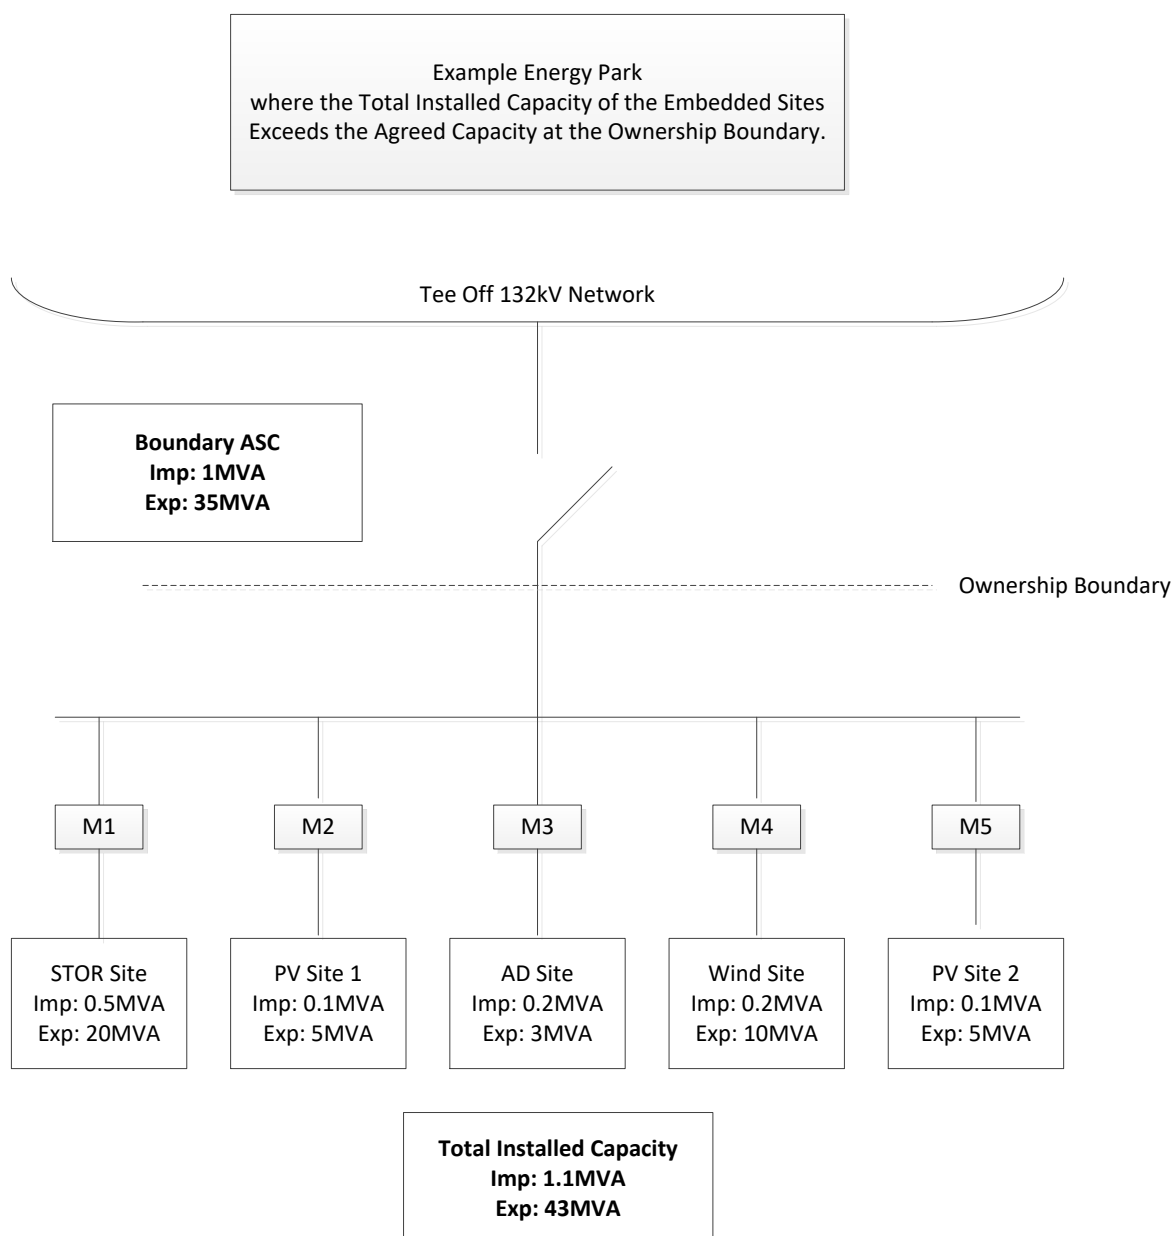 Example Energy Park
where the Total Installed Capacity of the Embedded Sites
Exceeds the Agreed Capacity at the Ownership Boundary.
Tee Off 132kV Network
Boundary ASC
Imp: 1MVA
Exp: 35MVA
Ownership Boundary
M1
M2
M3
M4
M5
STOR Site
Imp: 0.5MVA
Exp: 20MVA
PV Site 1
Imp: 0.1MVA
Exp: 5MVA
AD Site
Imp: 0.2MVA
Exp: 3MVA
Wind Site
Imp: 0.2MVA
Exp: 10MVA
PV Site 2
Imp: 0.1MVA
Exp: 5MVA
Total Installed Capacity
Imp: 1.1MVA
Exp: 43MVA